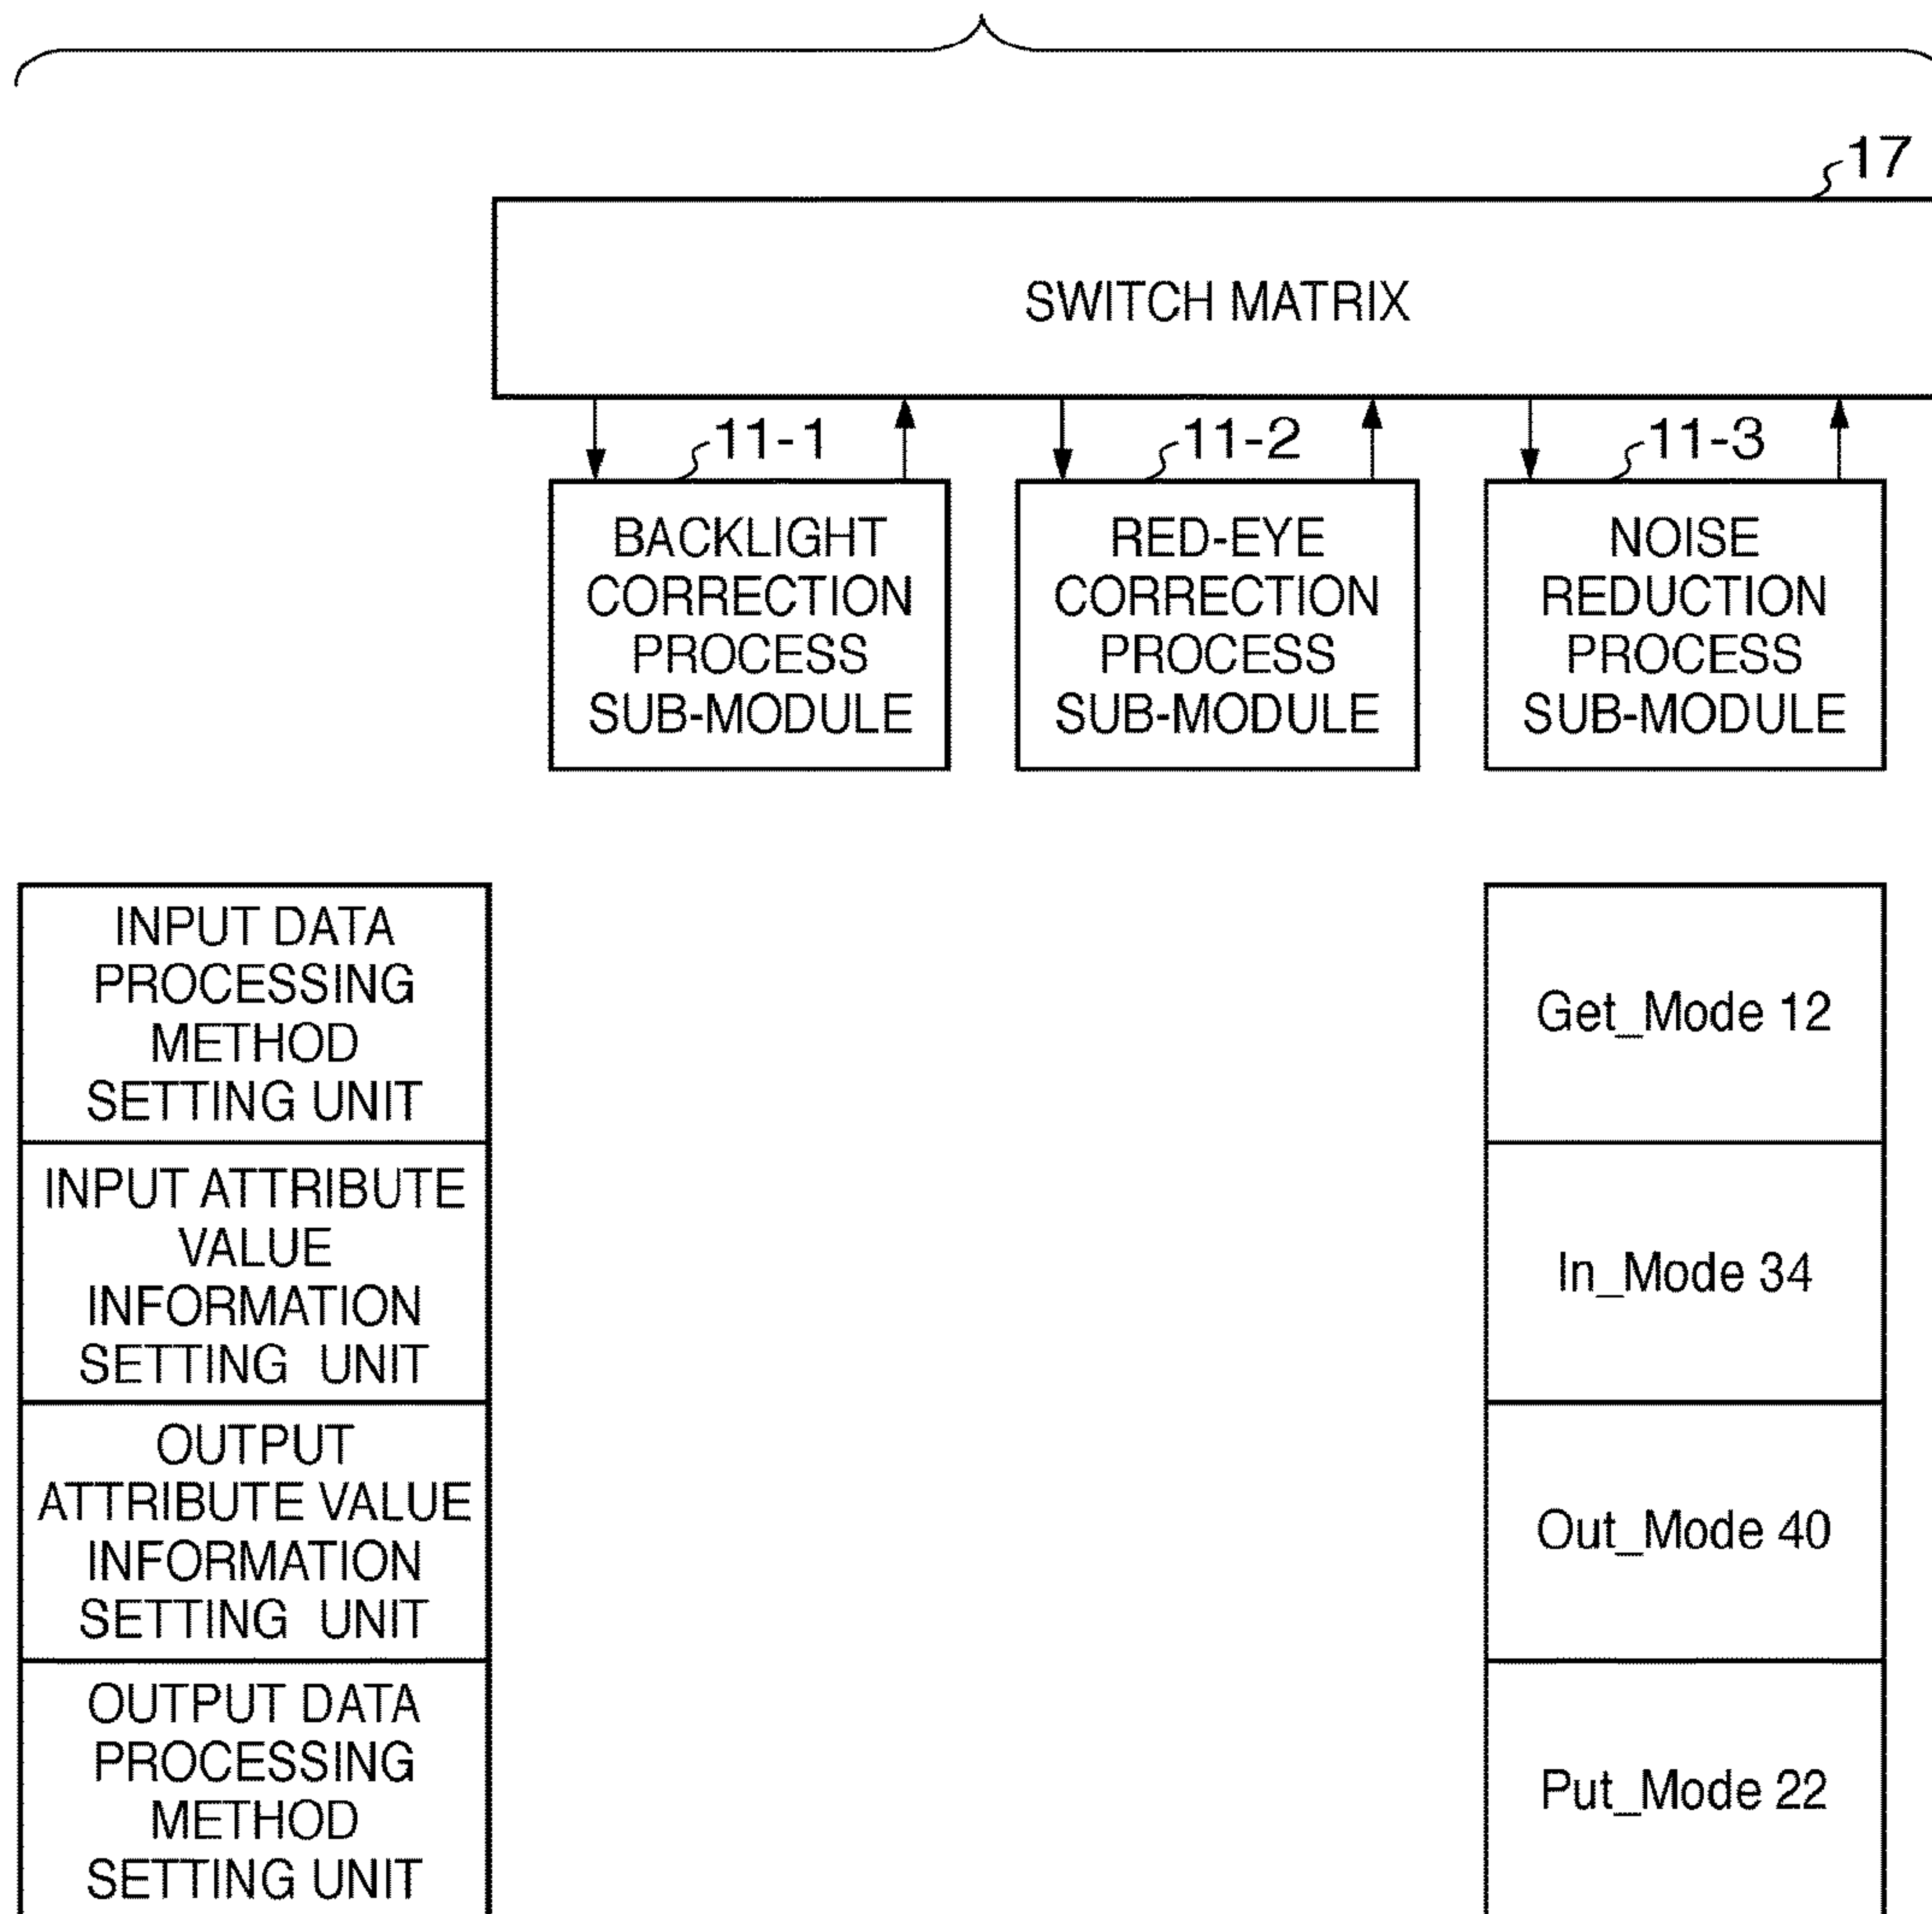 17
SWITCH MATRIX
11-1
11-2
11-3
BACKLIGHT
CORRECTION
PROCESS
SUB-MODULE
RED-EYE
CORRECTION
PROCESS
SUB-MODULE
NOISE
REDUCTION
PROCESS
SUB-MODULE
INPUT DATA
PROCESSING
METHOD
SETTING UNIT
Get_Mode 12
INPUT ATTRIBUTE
VALUE
INFORMATION
SETTING UNIT
In_Mode 34
OUTPUT
ATTRIBUTE VALUE
INFORMATION
SETTING UNIT
Out_Mode 40
OUTPUT DATA
PROCESSING
METHOD
SETTING UNIT
Put_Mode 22